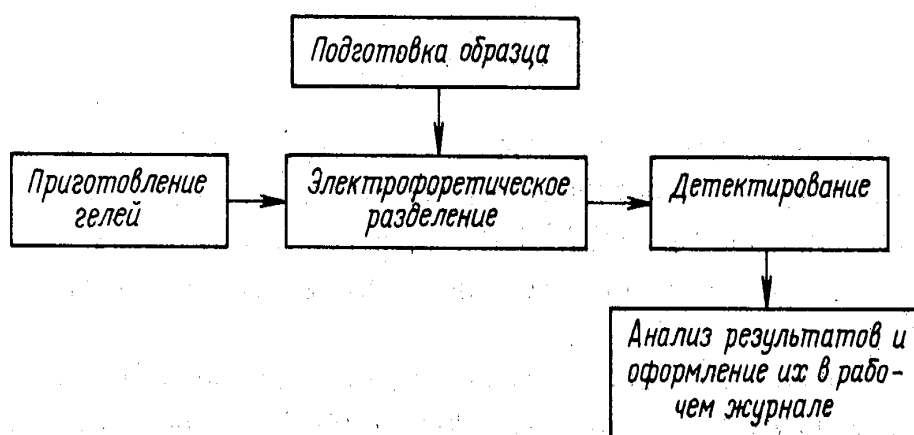 Подготовка образца
Приготовление
гелей
Электрофоретическое
разделение
Детектирование
Анализ результатов и
оформление их в рабо-
чем журнале